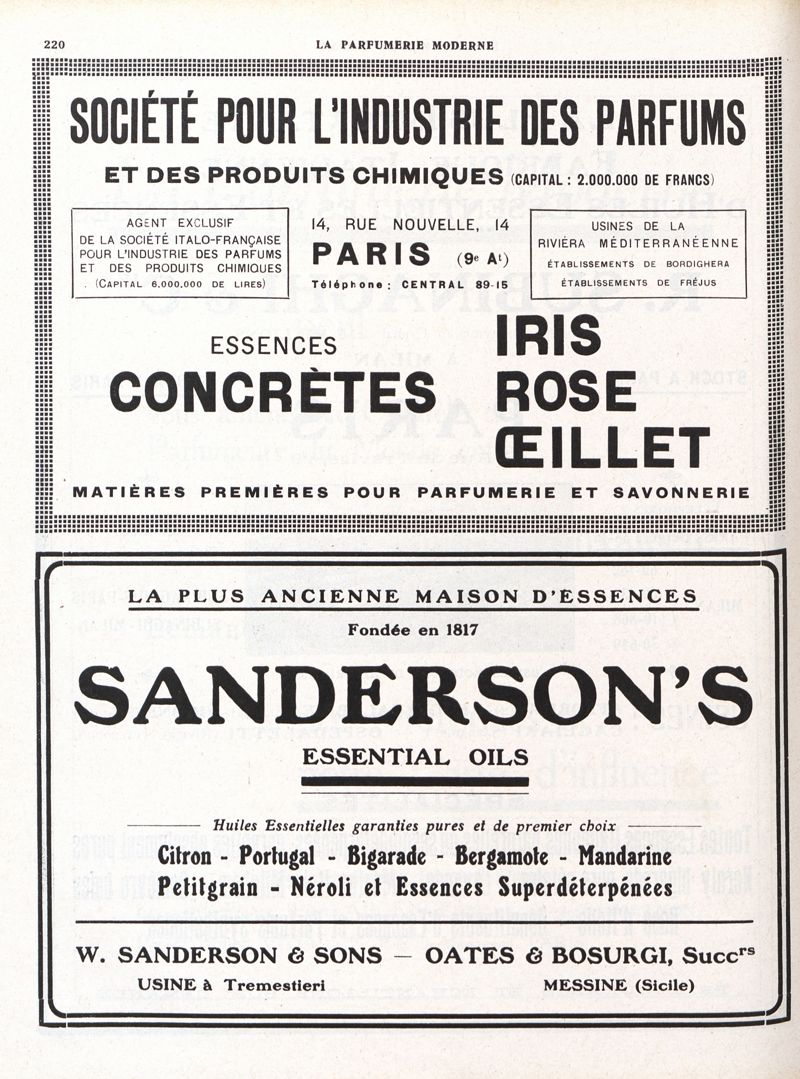 220
LA PARFUMERIE MODERNE
SOCIÉTÉ POUR L'INDUSTRIE DES PARFUMS
ET DES PRODUITS CHIMIQUES (CAPITAL : 2.000.000 DE FRANCS)
AGENT EXCLUSIF
DE LA SOCIÉTÉ ITALO-FRANÇAISE
POUR L'INDUSTRIE DES PARFUMS
ET DES PRODUITS CHIMIQUES
(CAPITAL 6.000.000 DE LIRES)
14, RUE NOUVELLE, 14
PARIS (9e At)
Téléphone : CENTRAL 89-15
USINES DE LA
RIVIÉRA MÉDITERRANÉENNE
ÉTABLISSEMENTS DE BORDIGHERA
ÉTABLISSEMENTS DE FRÉJUS
ESSENCES
CONCRÈTES
IRIS
ROSE
ŒILLET
MATIÈRES PREMIÈRES POUR PARFUMERIE ET SAVONNERIE
LA PLUS ANCIENNE MAISON D'ESSENCES
Fondée en 1817
SANDERSON'S
ESSENTIAL OILS
Huiles Essentielles garanties pures et de premier choix
Citron - Portugal - Bigarade - Bergamote - Mandarine
Petitgrain - Néroli et Essences Superdéterpénées
W. SANDERSON & SONS — OATES & BOSURGI, Succrs
USINE à Tremestieri MESSINE (Sicile)